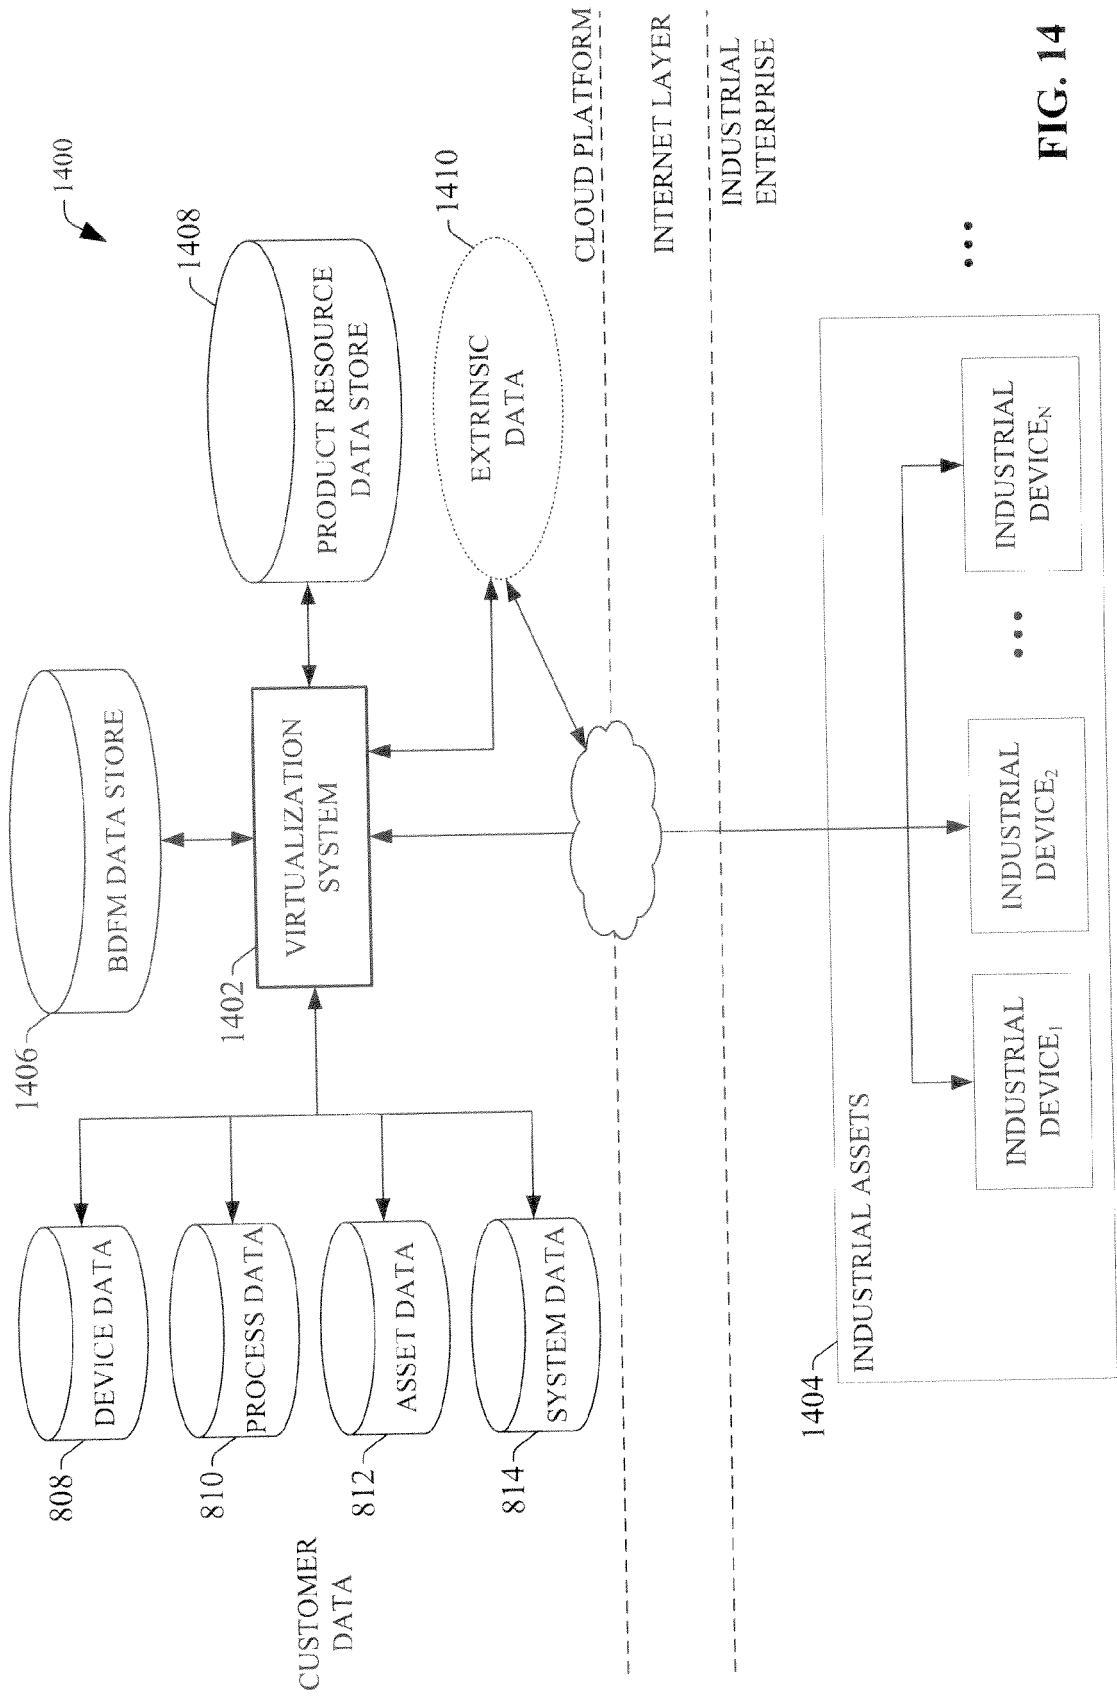 1400
1406
BDFM DATA STORE
1408
PRODUCT RESOURCE
DATA STORE
808
DEVICE DATA
1402
VIRTUALIZATION
SYSTEM
810
PROCESS DATA
CUSTOMER
DATA
812
ASSET DATA
1410
EXTRINSIC
DATA
814
SYSTEM DATA
CLOUD PLATFORM
INTERNET LAYER
INDUSTRIAL
ENTERPRISE
1404
INDUSTRIAL ASSETS
INDUSTRIAL
DEVICE₁
INDUSTRIAL
DEVICE₂
•••
INDUSTRIAL
DEVICE_N
•••
FIG. 14